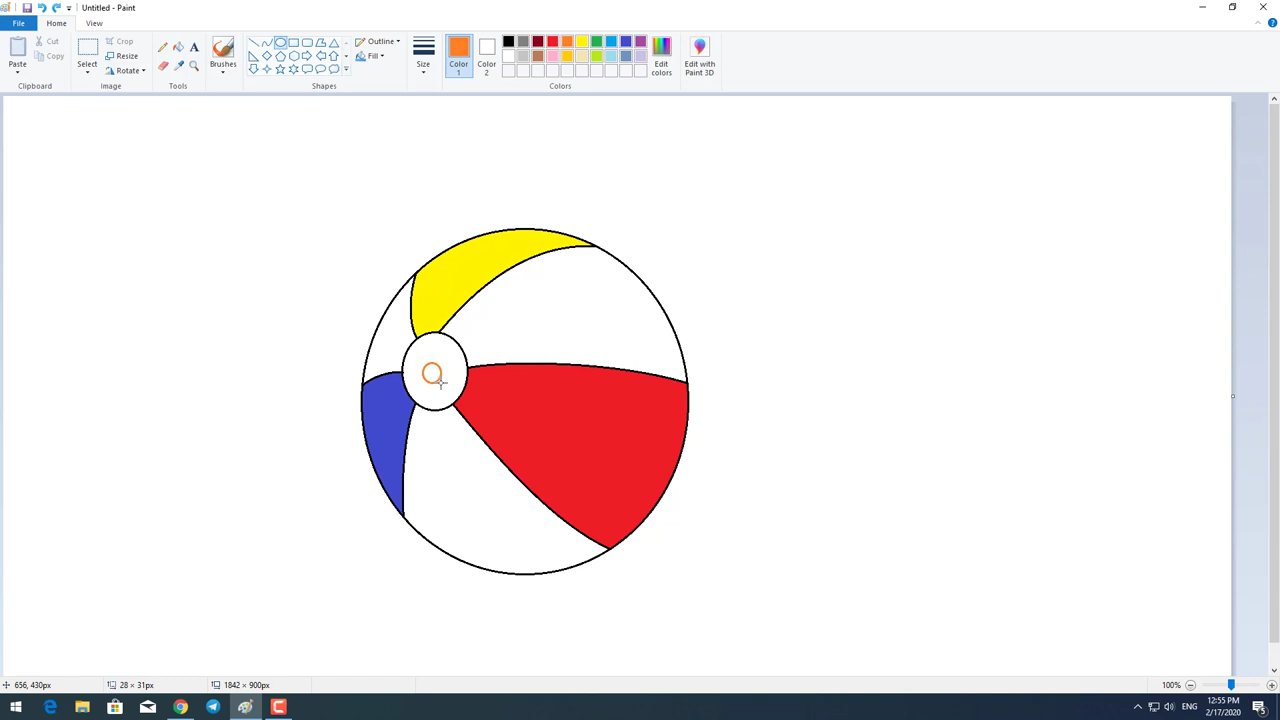 Untitled - Paint
File Home View
Paste
Cut
Copy
Clipboard
Select
Crop
Resize
Rotate
Image
A
Tools
Brushes
Outline
Fill
Shapes
Size
Color 1
Color 2
Colors
Edit colors
Edit with Paint 3D
656, 430px
28 × 31px
1842 × 900px
100%
ENG
12:55 PM
2/17/2020
5